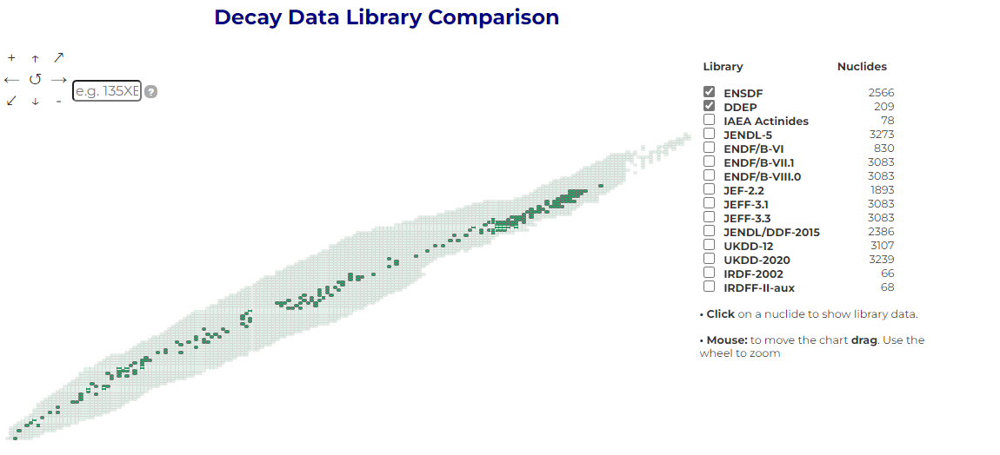 Decay Data Library Comparison
+ ↑ ↗
← ↺ →
e.g. 135XE ?
↙ ↓ -
Library Nuclides
ENSDF 2566
DDEP 209
IAEA Actinides 78
JENDL-5 3273
ENDF/B-VI 830
ENDF/B-VII.1 3083
ENDF/B-VIII.0 3083
JEF-2.2 1893
JEFF-3.1 3083
JEFF-3.3 3083
JENDL/DDF-2015 2386
UKDD-12 3107
UKDD-2020 3239
IRDF-2002 66
IRDFF-II-aux 68
• Click on a nuclide to show library data.
• Mouse: to move the chart drag. Use the
wheel to zoom